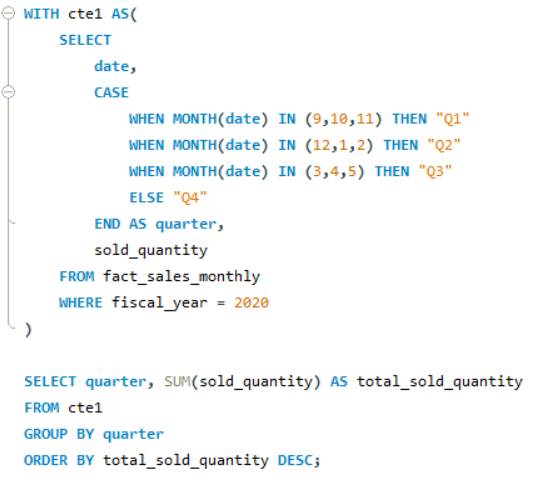 WITH cte1 AS(
    SELECT
        date,
        CASE
            WHEN MONTH(date) IN (9,10,11) THEN "Q1"
            WHEN MONTH(date) IN (12,1,2) THEN "Q2"
            WHEN MONTH(date) IN (3,4,5) THEN "Q3"
            ELSE "Q4"
        END AS quarter,
        sold_quantity
    FROM fact_sales_monthly
    WHERE fiscal_year = 2020
)
SELECT quarter, SUM(sold_quantity) AS total_sold_quantity
FROM cte1
GROUP BY quarter
ORDER BY total_sold_quantity DESC;